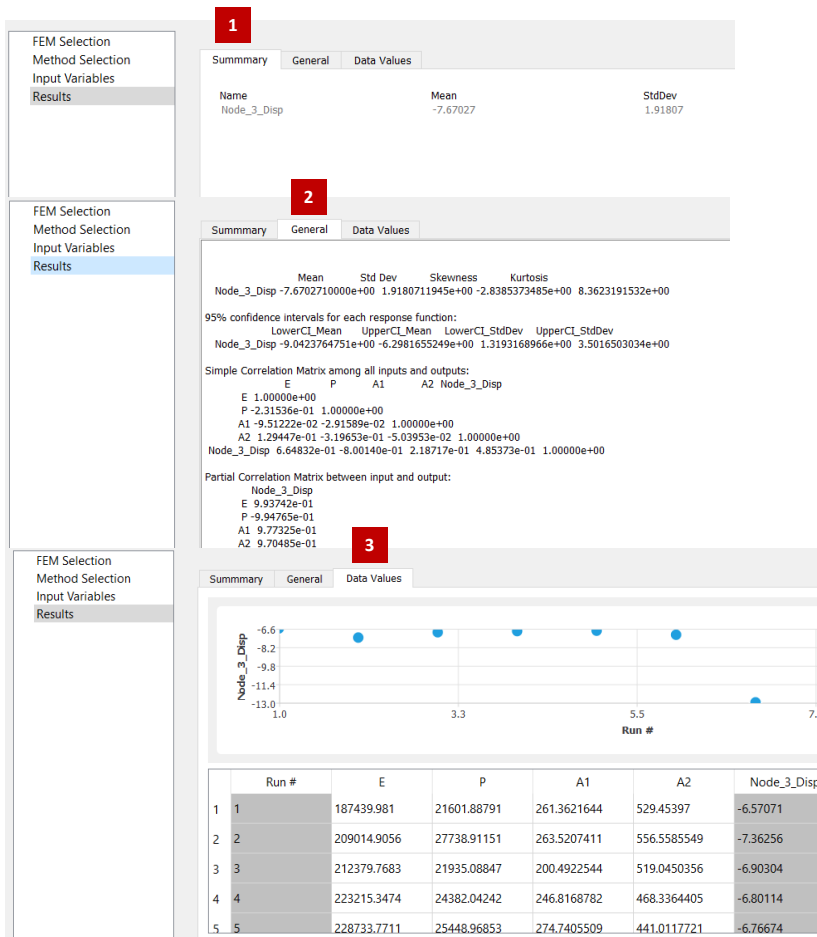 1
FEM Selection
Method Selection
Input Variables
Results
Summmary General Data Values
Name Mean StdDev
Node_3_Disp -7.67027 1.91807
2
FEM Selection
Method Selection
Input Variables
Results
Summmary General Data Values
Mean Std Dev Skewness Kurtosis
Node_3_Disp -7.6702710000e+00 1.9180711945e+00 -2.8385373485e+00 8.3623191532e+00
95% confidence intervals for each response function:
LowerCI_Mean UpperCI_Mean LowerCI_StdDev UpperCI_StdDev
Node_3_Disp -9.0423764751e+00 -6.2981655249e+00 1.3193168966e+00 3.5016503034e+00
Simple Correlation Matrix among all inputs and outputs:
E P A1 A2 Node_3_Disp
E 1.00000e+00
P -2.31536e-01 1.00000e+00
A1 -9.51222e-02 -2.91589e-02 1.00000e+00
A2 1.29447e-01 -3.19653e-01 -5.03953e-02 1.00000e+00
Node_3_Disp 6.64832e-01 -8.00140e-01 2.18717e-01 4.85373e-01 1.00000e+00
Partial Correlation Matrix between input and output:
Node_3_Disp
E 9.93742e-01
P -9.94765e-01
A1 9.77325e-01
A2 9.70485e-01
3
FEM Selection
Method Selection
Input Variables
Results
Summmary General Data Values
Node_3_Disp
-6.6
-8.2
-9.8
-11.4
-13.0
1.0 3.3 5.5 7.
Run #
Run # E P A1 A2 Node_3_Disp
1 1 187439.981 21601.88791 261.3621644 529.45397 -6.57071
2 2 209014.9056 27738.91151 263.5207411 556.5585549 -7.36256
3 3 212379.7683 21935.08847 200.4922544 519.0450356 -6.90304
4 4 223215.3474 24382.04242 246.8168782 468.3364405 -6.80114
5 5 228733.7711 25448.96853 274.7405509 441.0117721 -6.76674